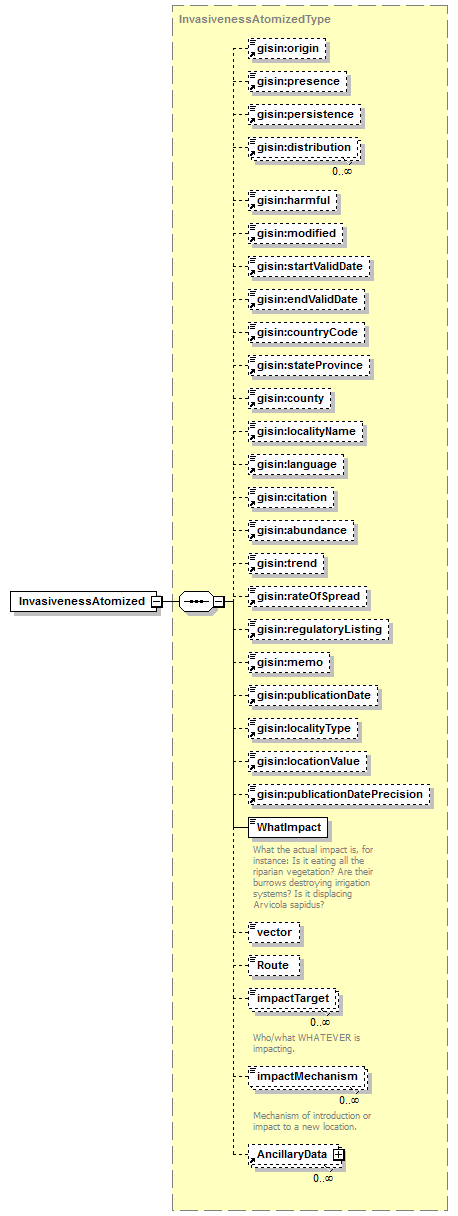 InvasivenessAtomizedType
gisin:origin
gisin:presence
gisin:persistence
gisin:distribution
0..∞
gisin:harmful
gisin:modified
gisin:startValidDate
gisin:endValidDate
gisin:countryCode
gisin:stateProvince
gisin:county
gisin:localityName
gisin:language
gisin:citation
gisin:abundance
gisin:trend
InvasivenessAtomized
gisin:rateOfSpread
gisin:regulatoryListing
gisin:memo
gisin:publicationDate
gisin:localityType
gisin:locationValue
gisin:publicationDatePrecision
WhatImpact
What the actual impact is, for
instance: Is it eating all the
riparian vegetation? Are their
burrows destroying irrigation
systems? Is it displacing
Arvicola sapidus?
vector
Route
impactTarget
0..∞
Who/what WHATEVER is
impacting.
impactMechanism
0..∞
Mechanism of introduction or
impact to a new location.
AncillaryData
0..∞